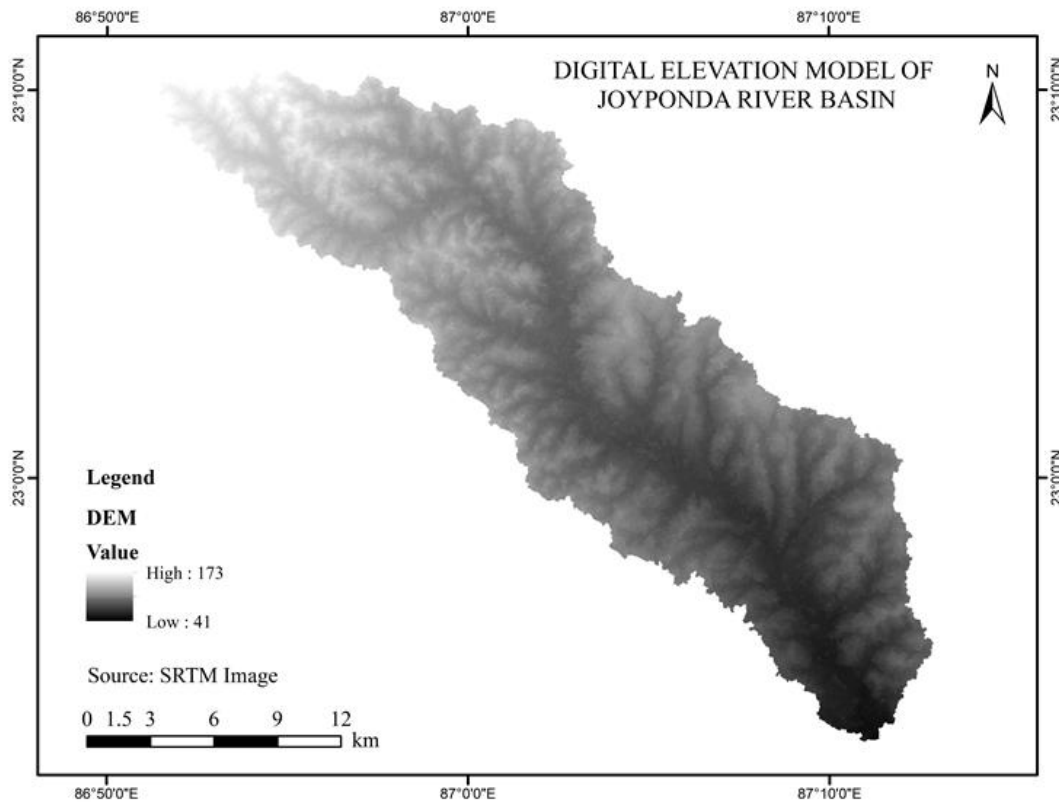 86°50'0"E
87°0'0"E
87°10'0"E
23°10'0"N
23°10'0"N
DIGITAL ELEVATION MODEL OF
JOYPONDA RIVER BASIN
N
23°0'0"N
23°0'0"N
Legend
DEM
Value
High : 173
Low : 41
Source: SRTM Image
0 1.5 3 6 9 12
km
86°50'0"E
87°0'0"E
87°10'0"E